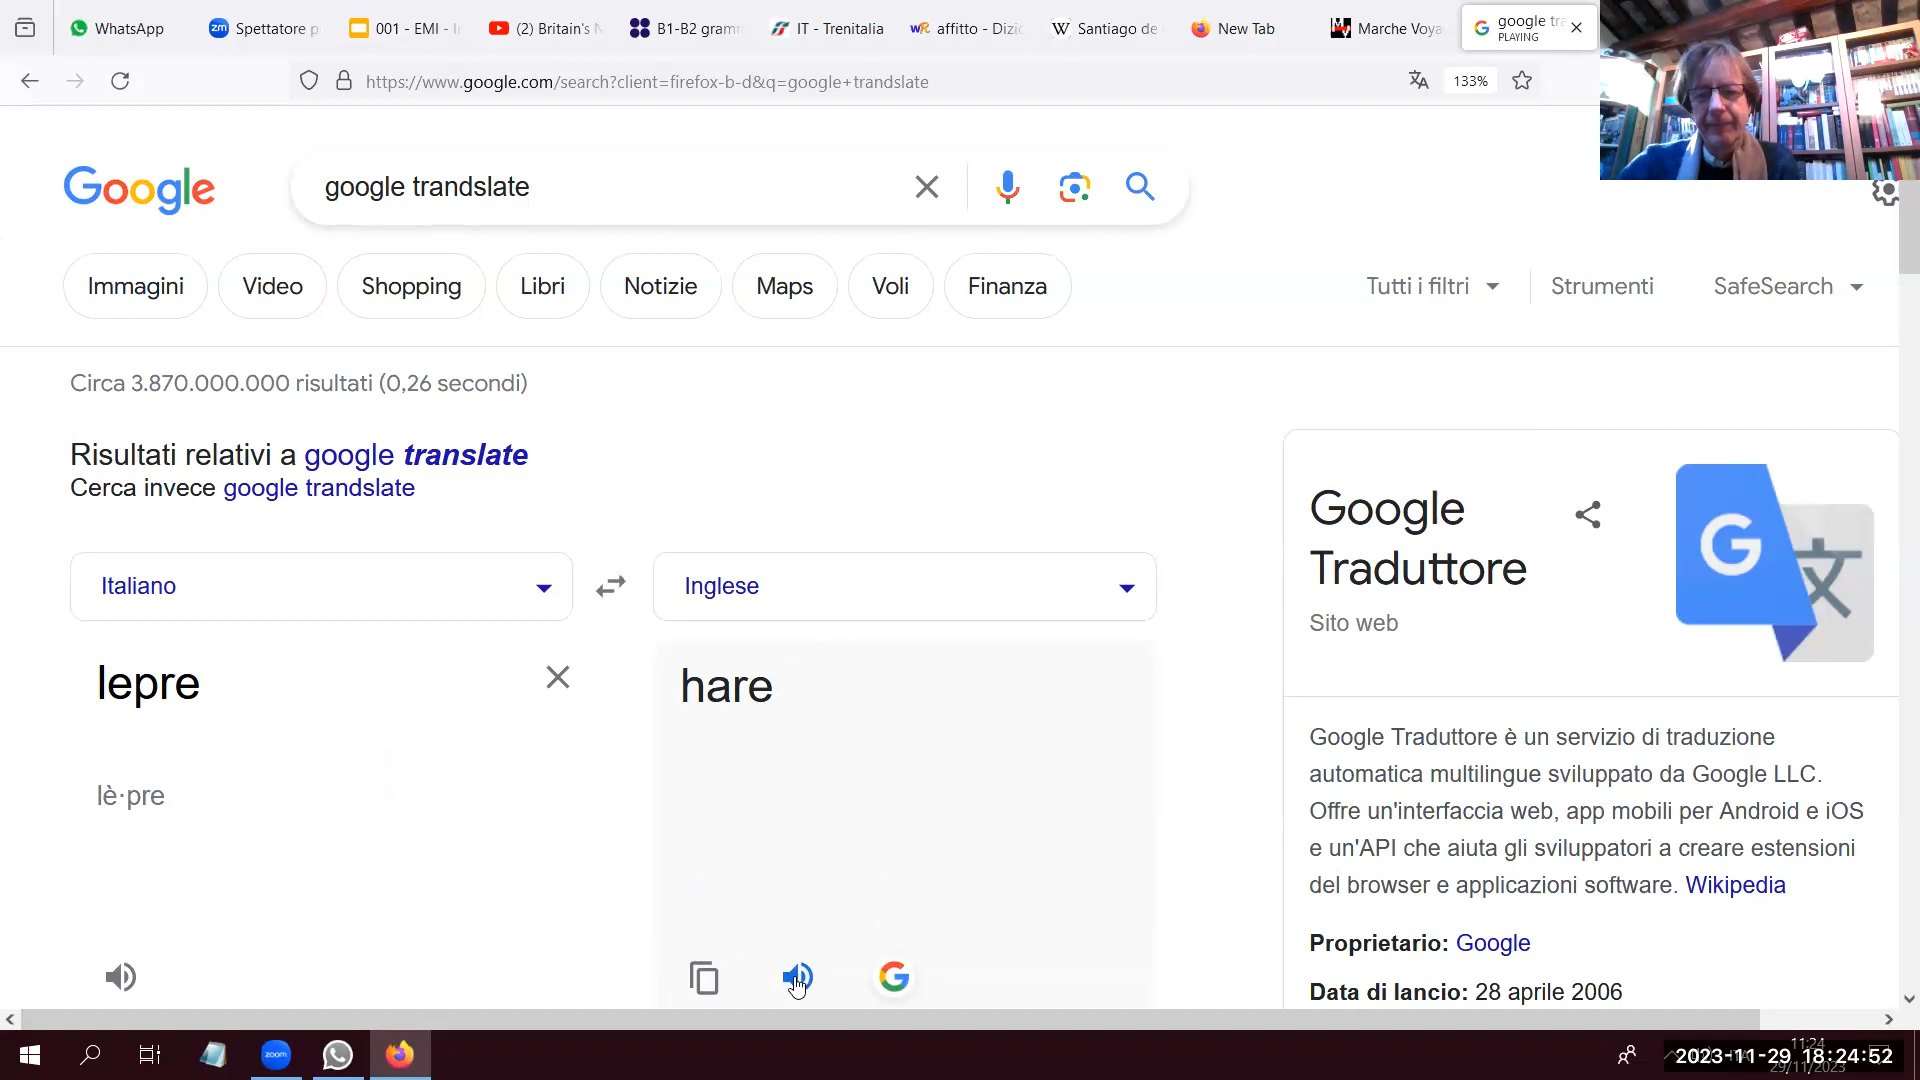 WhatsApp
Spettatore p
001 - EMI - I
(2) Britain's N
B1-B2 gramm
IT - Trenitalia
affitto - Dizio
Santiago de
New Tab
Marche Voya
google tra
PLAYING
https://www.google.com/search?client=firefox-b-d&q=google+trandslate
133%
Google
google trandslate
Immagini
Video
Shopping
Libri
Notizie
Maps
Voli
Finanza
Tutti i filtri
Strumenti
SafeSearch
Circa 3.870.000.000 risultati (0,26 secondi)
Risultati relativi a google translate
Cerca invece google trandslate
Italiano
Inglese
lepre
hare
lè·pre
Google
Traduttore
Sito web
Google Traduttore è un servizio di traduzione
automatica multilingue sviluppato da Google LLC.
Offre un'interfaccia web, app mobili per Android e iOS
e un'API che aiuta gli sviluppatori a creare estensioni
del browser e applicazioni software. Wikipedia
Proprietario: Google
Data di lancio: 28 aprile 2006
zoom
11:24
2023-11-29 18:24:52
29/11/2023